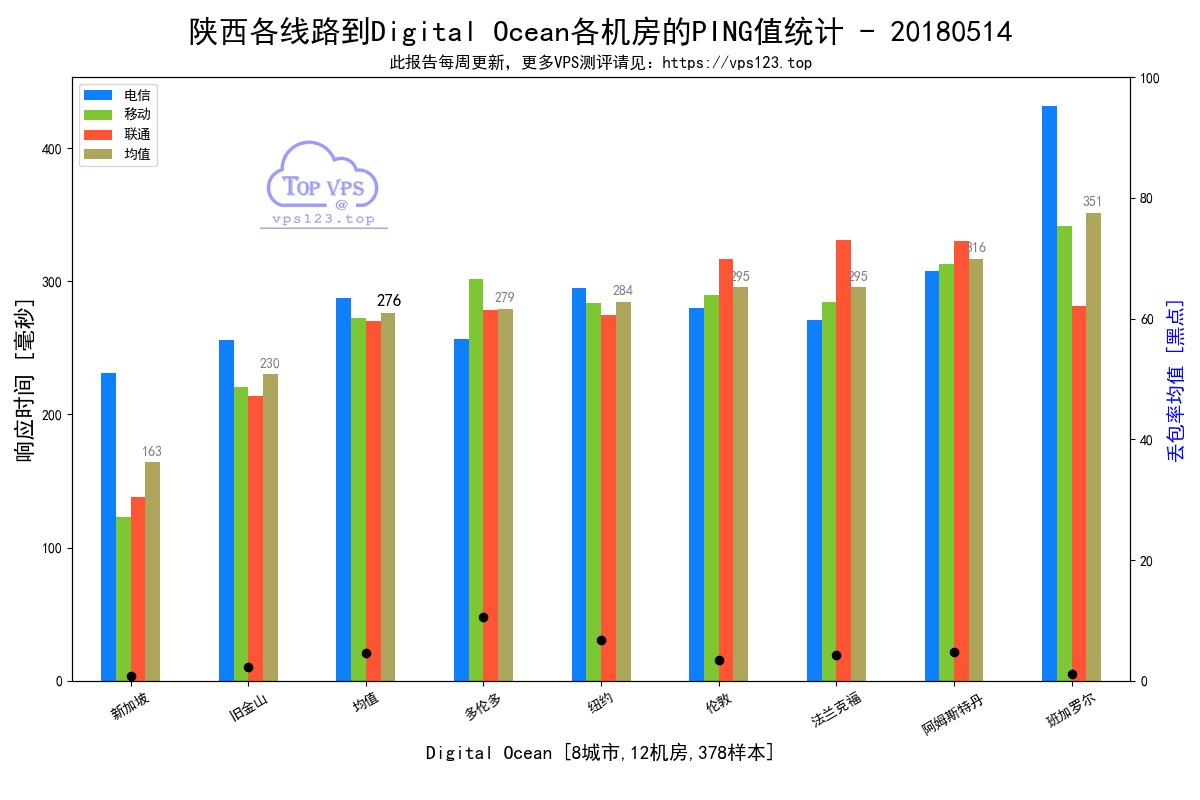 陕西各线路到Digital Ocean各机房的PING值统计 - 20180514
此报告每周更新，更多VPS测评请见：https://vps123.top
电信
移动
联通
均值
TOP VPS
@
vps123.top
响应时间 [毫秒]
400
300
200
100
0
100
80
60
40
20
0
丢包率均值 [黑点]
163
230
276
279
284
295
295
316
351
新加坡
旧金山
均值
多伦多
纽约
伦敦
法兰克福
阿姆斯特丹
班加罗尔
Digital Ocean [8城市,12机房,378样本]